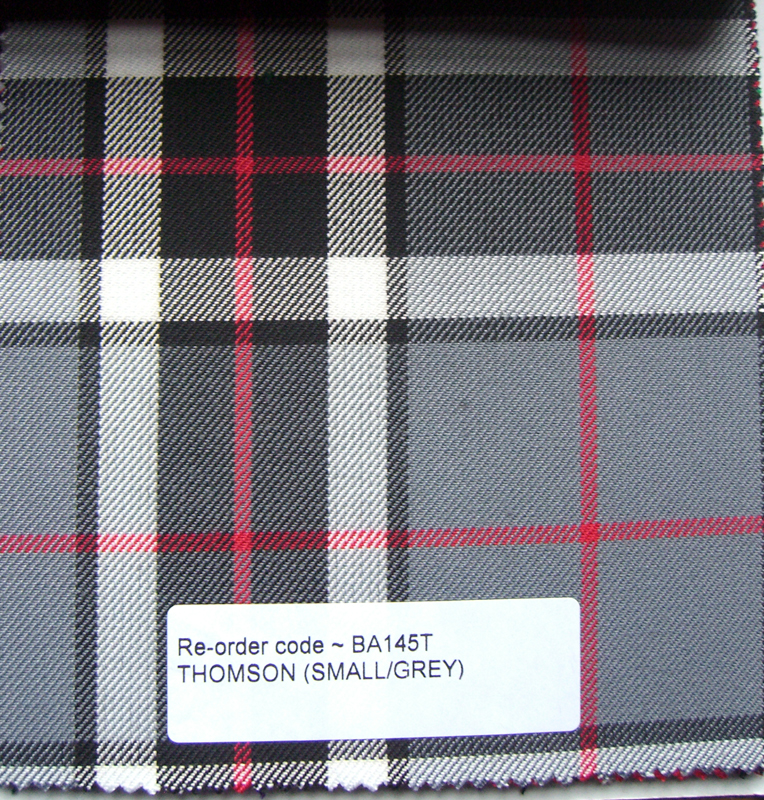 Re-order code ~ BA145T
THOMSON (SMALL/GREY)